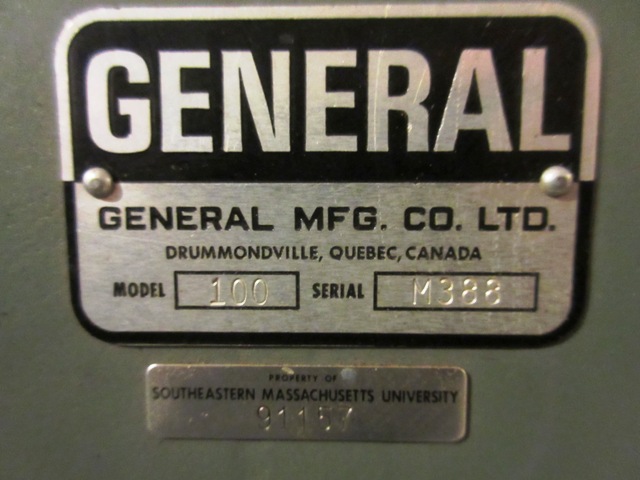 GENERAL
GENERAL MFG. CO. LTD.
DRUMMONDVILLE, QUEBEC, CANADA
MODEL 100 SERIAL M388
PROPERTY OF
SOUTHEASTERN MASSACHUSETTS UNIVERSITY
91157